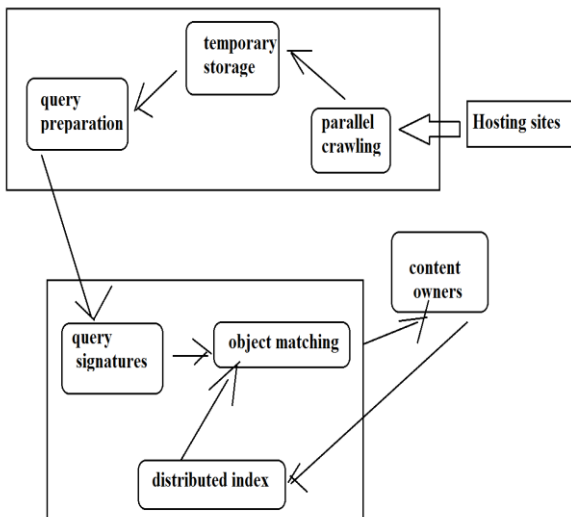 temporary
storage
query
preparation
parallel
crawling
Hosting sites
content
owners
query
signatures
object matching
distributed index